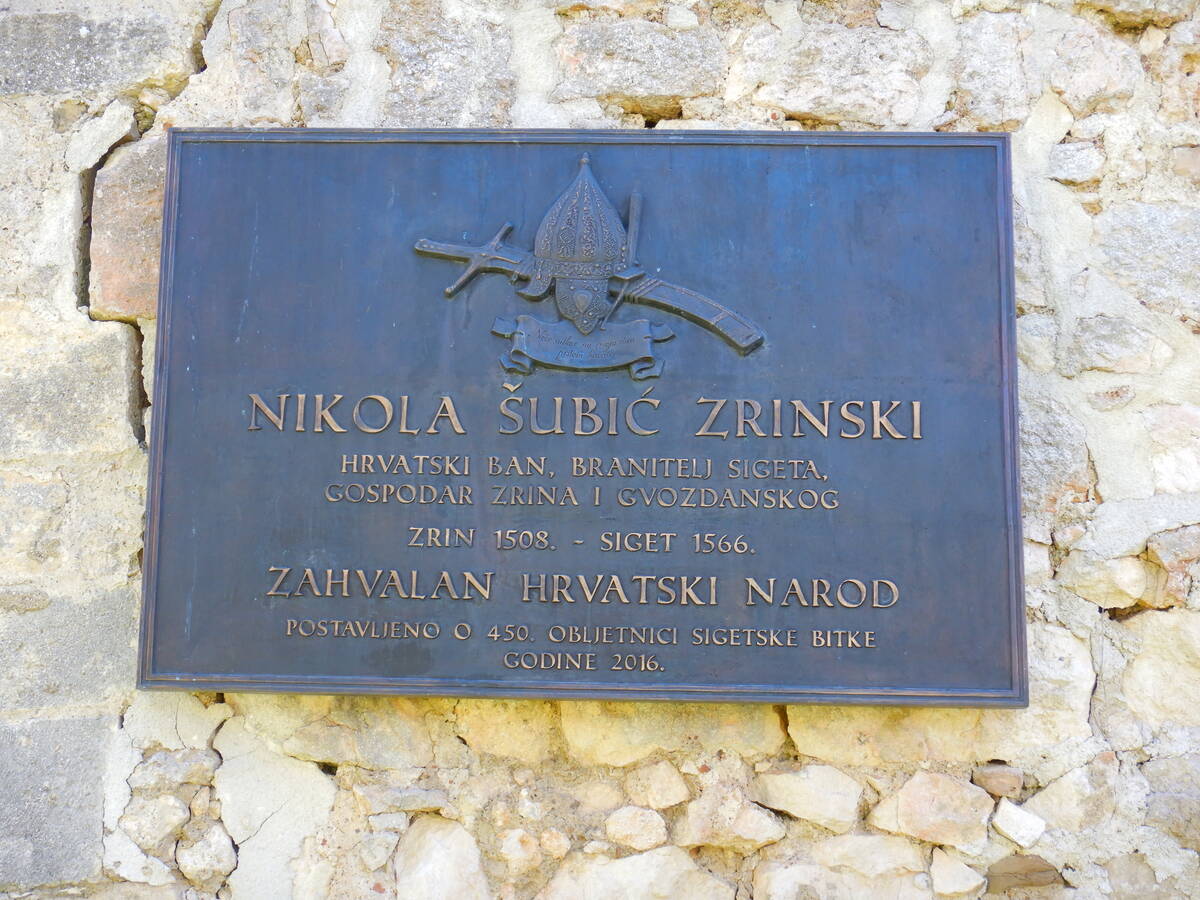 NIKOLA ŠUBIĆ ZRINSKI
HRVATSKI BAN, BRANITELJ SIGETA,
GOSPODAR ZRINA I GVOZDANSKOG
ZRIN 1508. - SIGET 1566.
ZAHVALAN HRVATSKI NAROD
POSTAVLJENO O 450. OBLJETNICI SIGETSKE BITKE
GODINE 2016.